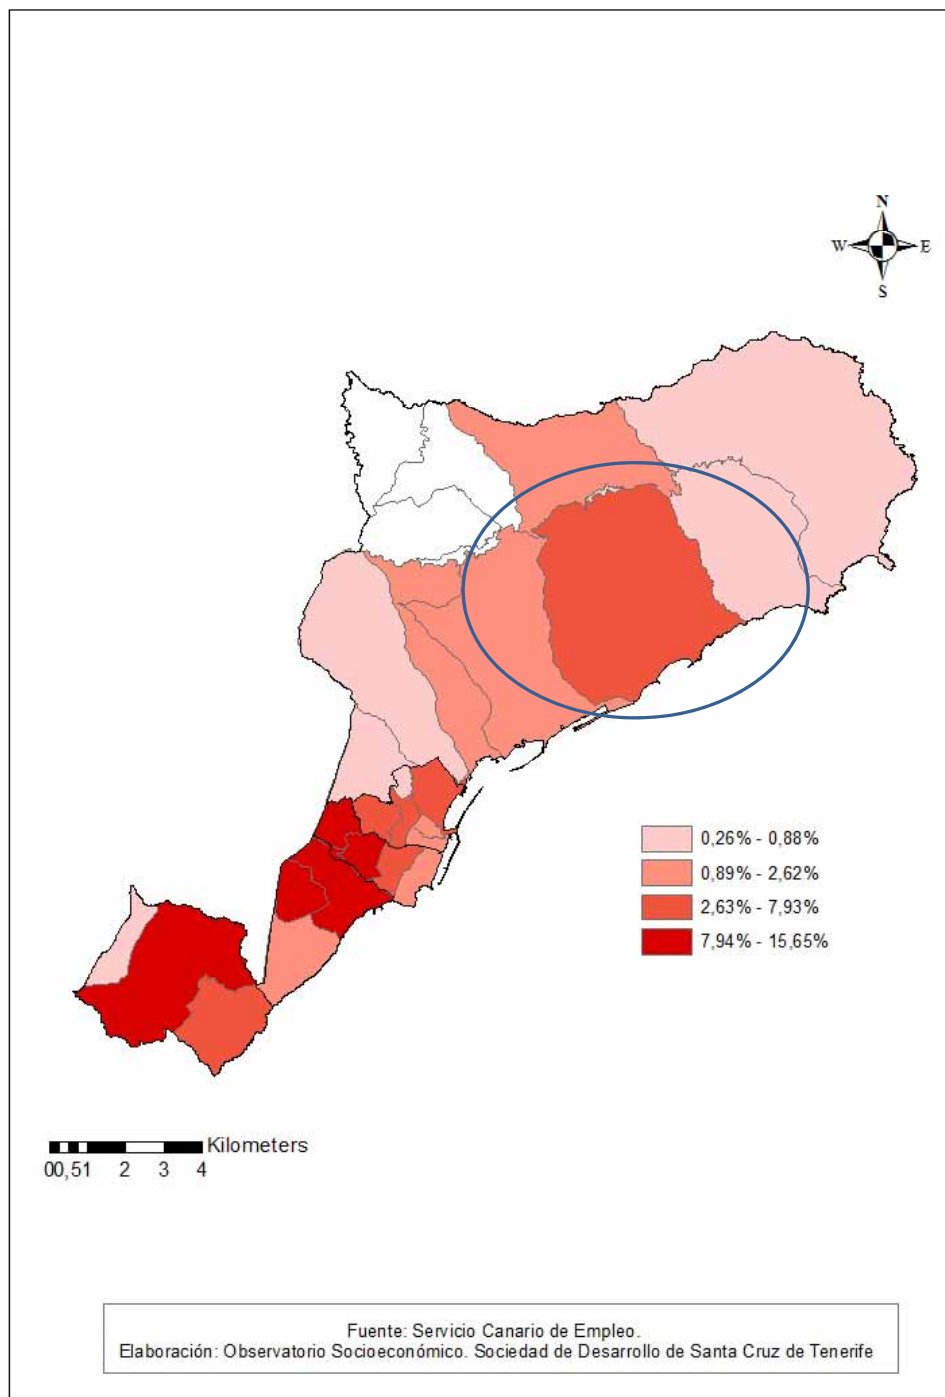 N
W E
S
0,26% - 0,88%
0,89% - 2,62%
2,63% - 7,93%
7,94% - 15,65%
Kilometers
00,51 2 3 4
Fuente: Servicio Canario de Empleo.
Elaboración: Observatorio Socioeconómico. Sociedad de Desarrollo de Santa Cruz de Tenerife